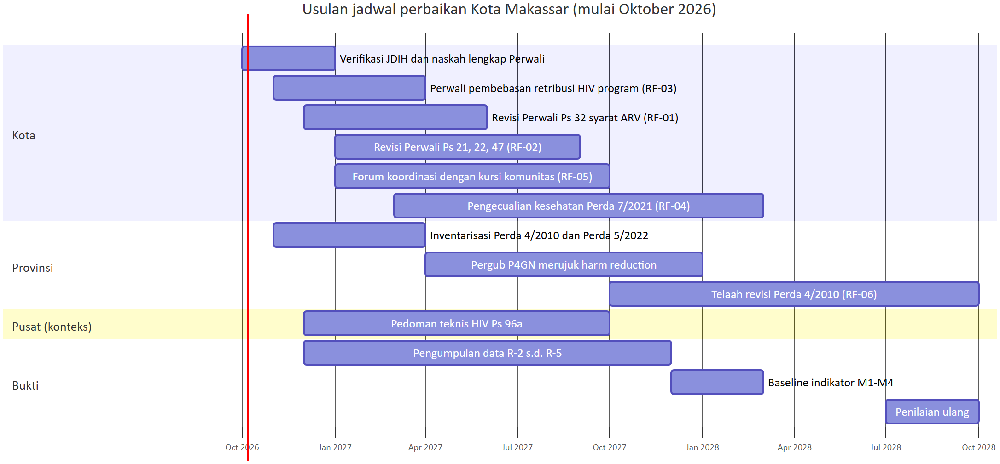 Usulan jadwal perbaikan Kota Makassar (mulai Oktober 2026)
Kota
Verifikasi JDIH dan naskah lengkap Perwali
Perwali pembebasan retribusi HIV program (RF-03)
Revisi Perwali Ps 32 syarat ARV (RF-01)
Revisi Perwali Ps 21, 22, 47 (RF-02)
Forum koordinasi dengan kursi komunitas (RF-05)
Pengecualian kesehatan Perda 7/2021 (RF-04)
Provinsi
Inventarisasi Perda 4/2010 dan Perda 5/2022
Pergub P4GN merujuk harm reduction
Telaah revisi Perda 4/2010 (RF-06)
Pusat (konteks)
Pedoman teknis HIV Ps 96a
Bukti
Pengumpulan data R-2 s.d. R-5
Baseline indikator M1-M4
Penilaian ulang
Oct 2026
Jan 2027
Apr 2027
Jul 2027
Oct 2027
Jan 2028
Apr 2028
Jul 2028
Oct 2028